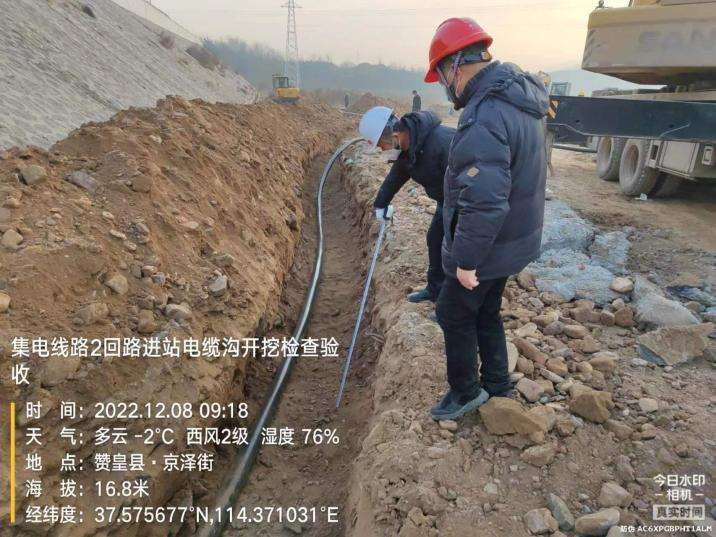 SANY
集电线路2回路进站电缆沟开挖检查验
收
时 间：2022.12.08 09:18
天 气：多云 -2℃ 西风2级 湿度 76%
地 点：赞皇县·京泽街
海 拔：16.8米
经纬度：37.575677°N,114.371031°E
今日水印
相机
真实时间
防伪 AC6XPGBPHT1ALM